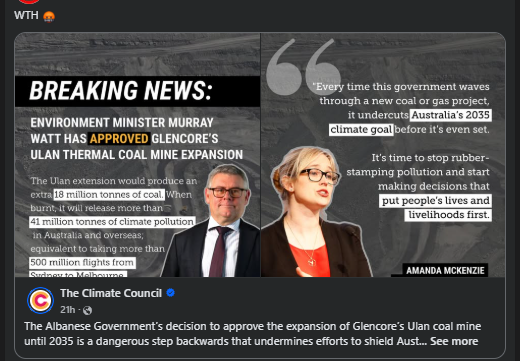 WTH 🤬
BREAKING NEWS:
ENVIRONMENT MINISTER MURRAY
WATT HAS APPROVED GLENCORE'S
ULAN THERMAL COAL MINE EXPANSION
The Ulan extension would produce an
extra 18 million tonnes of coal. When
burnt, it will release more than
41 million tonnes of climate pollution
in Australia and overseas;
equivalent to taking more than
500 million flights from
Sydney to Melbourne
"Every time this government waves
through a new coal or gas project,
it undercuts Australia's 2035
climate goal before it's even set.
It's time to stop rubber-
stamping pollution and start
making decisions that
put people's lives and
livelihoods first.
AMANDA MCKENZIE
The Climate Council
21h ·
The Albanese Government's decision to approve the expansion of Glencore's Ulan coal mine
until 2035 is a dangerous step backwards that undermines efforts to shield Aust... See more